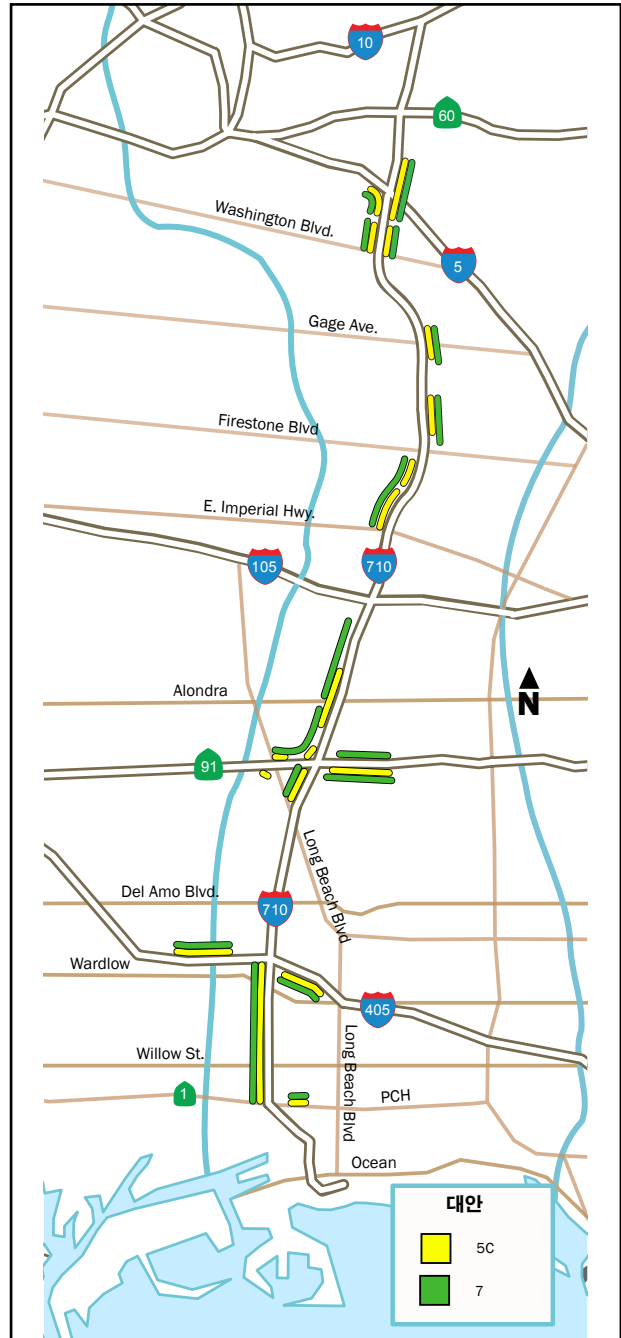 10
60
Washington Blvd.
5
Gage Ave.
Firestone Blvd
E. Imperial Hwy.
105
710
Alondra
N
91
Long Beach Blvd
Del Amo Blvd.
710
Wardlow
405
Long Beach Blvd
Willow St.
1
PCH
Ocean
대안
5C
7